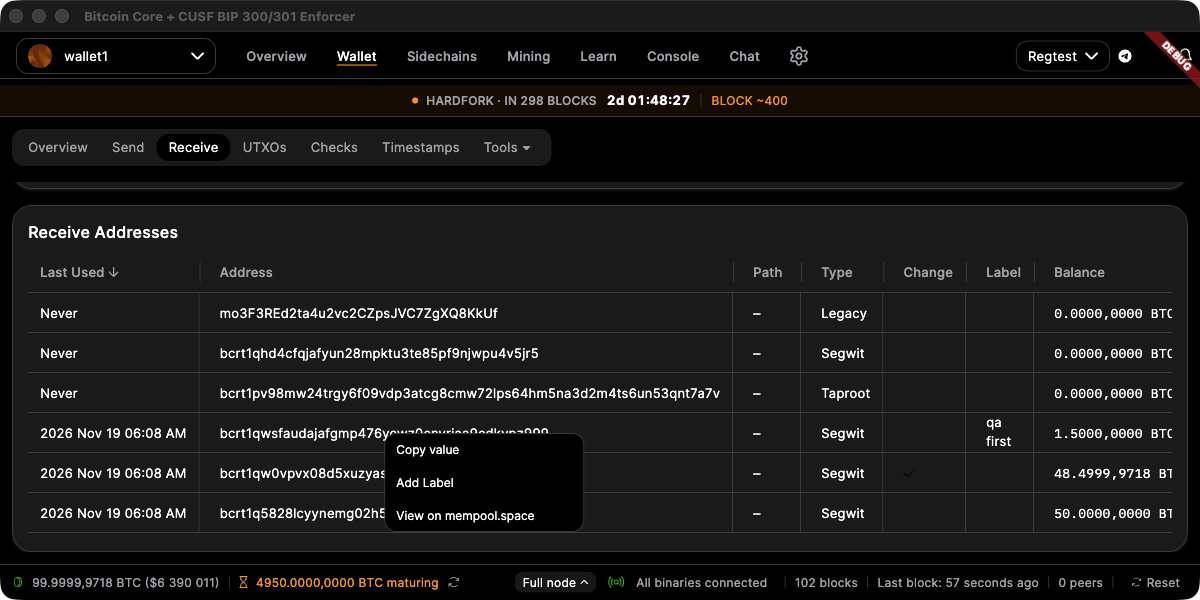 Bitcoin Core + CUSF BIP 300/301 Enforcer
wallet1 Overview Wallet Sidechains Mining Learn Console Chat Regtest DEBUG
HARDFORK · IN 298 BLOCKS 2d 01:48:27 BLOCK ~400
Overview Send Receive UTXOs Checks Timestamps Tools
Receive Addresses
Last Used Address Path Type Change Label Balance
Never mo3F3REd2ta4u2vc2CZpsJVC7ZgXQ8KkUf – Legacy 0.0000,0000 BTC
Never bcrt1qhd4cfqjafyun28mpktu3te85pf9njwpu4v5jr5 – Segwit 0.0000,0000 BTC
Never bcrt1pv98mw24trgy6f09vdp3atcg8cmw72lps64hm5na3d2m4ts6un53qnt7a7v – Taproot 0.0000,0000 BTC
2026 Nov 19 06:08 AM – Segwit qa first 1.5000,0000 BTC
Copy value
2026 Nov 19 06:08 AM bcrt1qw0vpvx08d5xuzyas – Segwit 48.4999,9718 BT
Add Label
2026 Nov 19 06:08 AM bcrt1q5828lcyynemg02h5 – Segwit 50.0000,0000 BT
View on mempool.space
99.9999,9718 BTC ($6 390 011) 4950.0000,0000 BTC maturing Full node All binaries connected 102 blocks Last block: 57 seconds ago 0 peers Reset